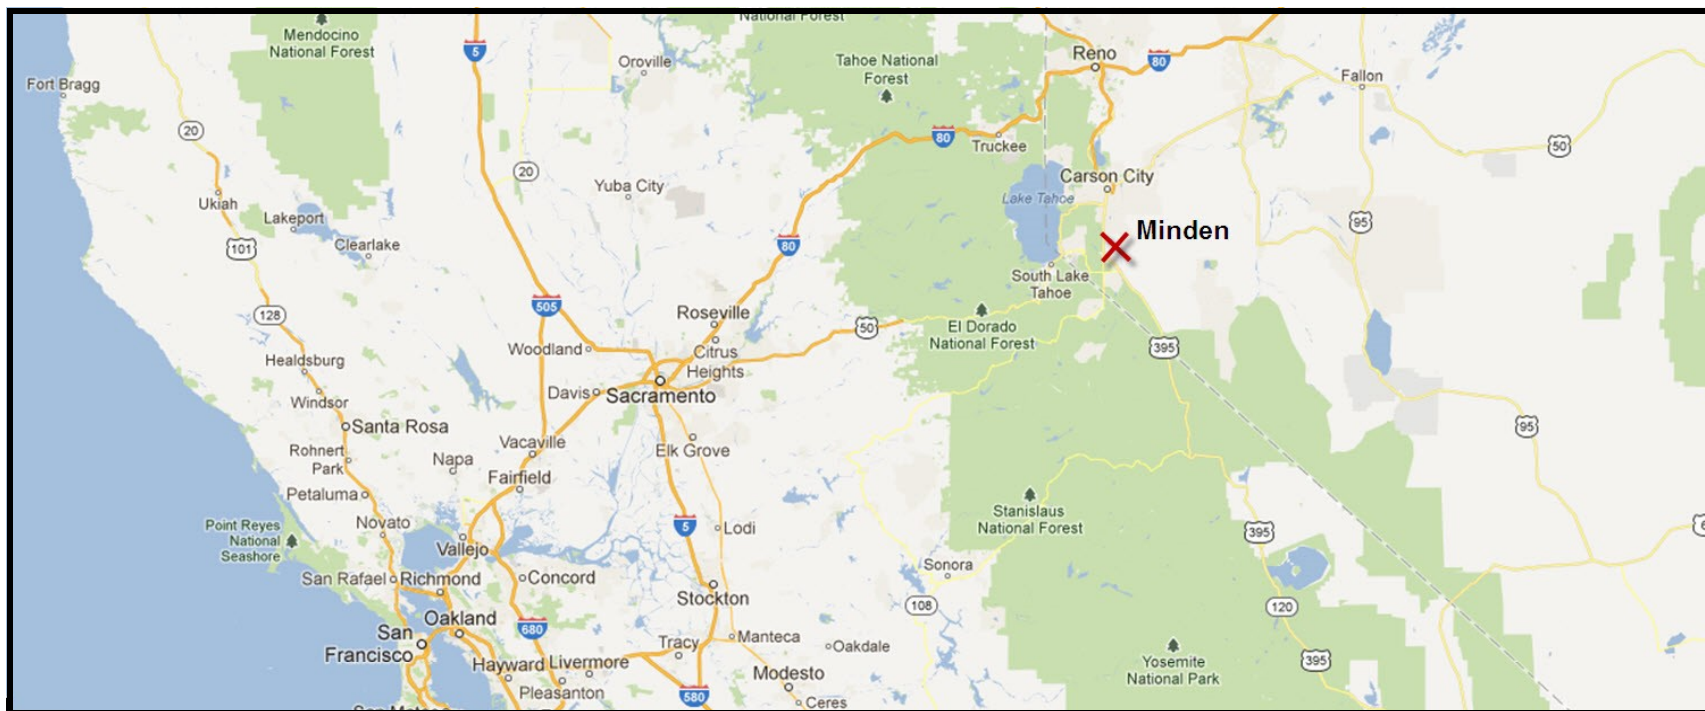 National Forest
Mendocino
National Forest
5
Oroville
Tahoe National
Forest
Reno
80
Fallon
Fort Bragg
20
80
Truckee
50
20
Yuba City
Carson City
Lake Tahoe
Ukiah
Lakeport
Clearlake
101
80
Minden
95
South Lake
Tahoe
505
128
Roseville
50
El Dorado
National Forest
395
Woodland
Citrus
Heights
Healdsburg
Davis
Sacramento
Windsor
Santa Rosa
95
Vacaville
Elk Grove
Rohnert
Park
Napa
Fairfield
Petaluma
Stanislaus
National Forest
Point Reyes
National
Seashore
Novato
5
Lodi
395
Vallejo
Sonora
San Rafael
Richmond
Concord
Stockton
108
120
Oakland
680
San
Francisco
Tracy
Manteca
Oakdale
Hayward
Livermore
395
Yosemite
National Park
Pleasanton
580
Modesto
Ceres